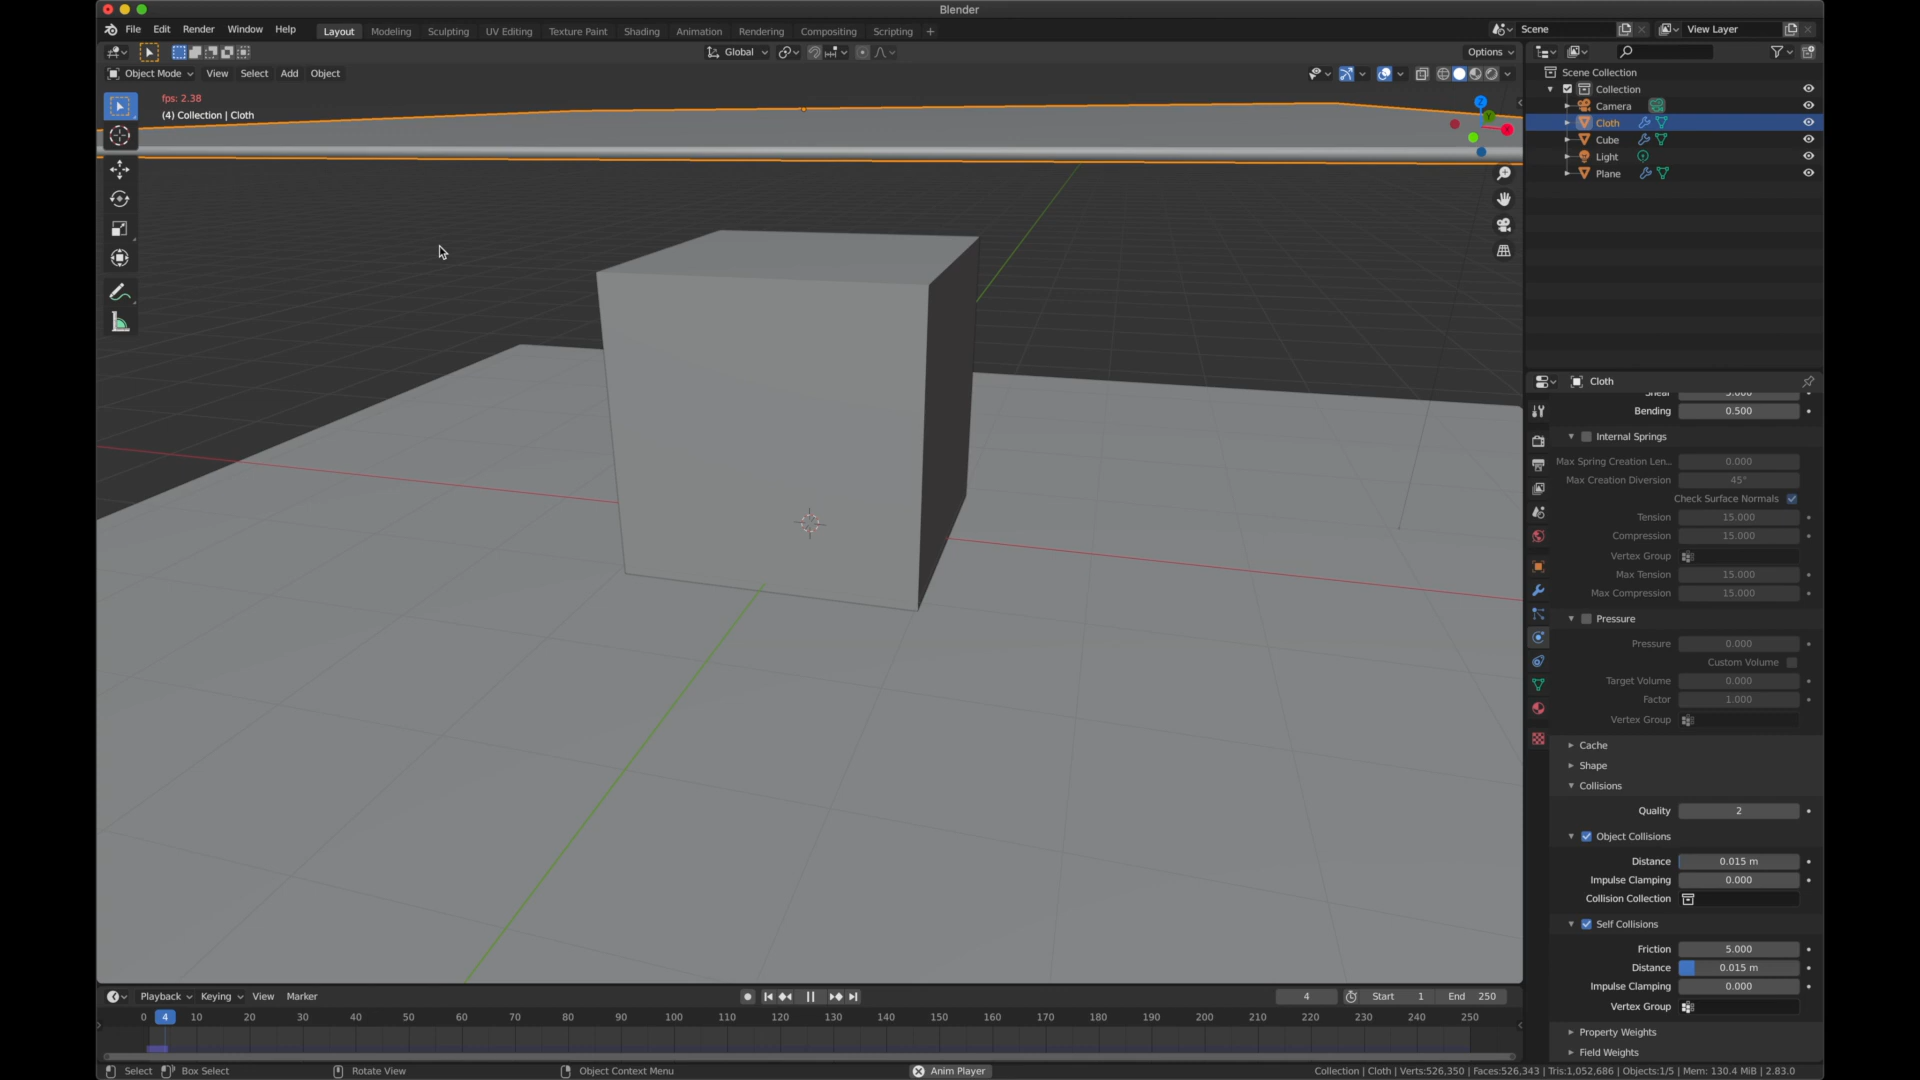 Blender
File Edit Render Window Help
Layout Modeling Sculpting UV Editing Texture Paint Shading Animation Rendering Compositing Scripting +
Scene
View Layer
Global
Options
Object Mode View Select Add Object
fps: 2.38
(4) Collection | Cloth
Z
Y
X
Scene Collection
Collection
Camera
Cloth
Cube
Light
Plane
Cloth
Shear 5.000
Bending 0.500
Internal Springs
Max Spring Creation Len... 0.000
Max Creation Diversion 45°
Check Surface Normals
Tension 15.000
Compression 15.000
Vertex Group
Max Tension 15.000
Max Compression 15.000
Pressure
Pressure 0.000
Custom Volume
Target Volume 0.000
Factor 1.000
Vertex Group
Cache
Shape
Collisions
Quality 2
Object Collisions
Distance 0.015 m
Impulse Clamping 0.000
Collision Collection
Self Collisions
Friction 5.000
Distance 0.015 m
Impulse Clamping 0.000
Vertex Group
Property Weights
Field Weights
Playback Keying View Marker
4 Start 1 End 250
0 4 10 20 30 40 50 60 70 80 90 100 110 120 130 140 150 160 170 180 190 200 210 220 230 240 250
Select Box Select Rotate View Object Context Menu Anim Player
Collection | Cloth | Verts:526,350 | Faces:526,343 | Tris:1,052,686 | Objects:1/5 | Mem: 130.4 MiB | 2.83.0